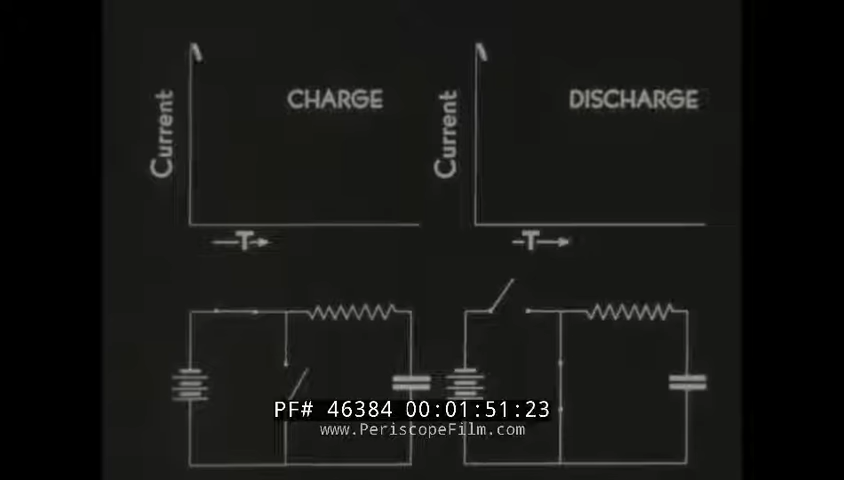 CHARGE
Current
T
DISCHARGE
Current
T
PF# 46384 00:01:51:23
www.PeriscopeFilm.com